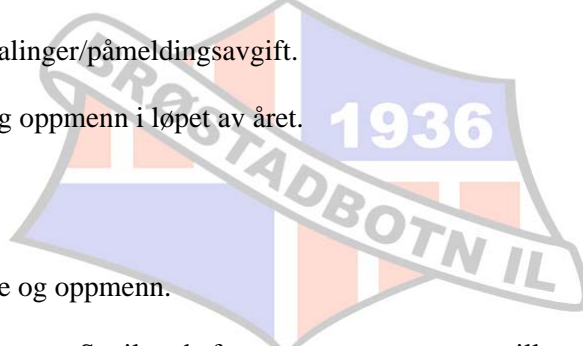 alinger/påmeldingsavgift.
g oppmenn i løpet av året.
1936
BRØSTADBOTN IL
e og oppmenn.